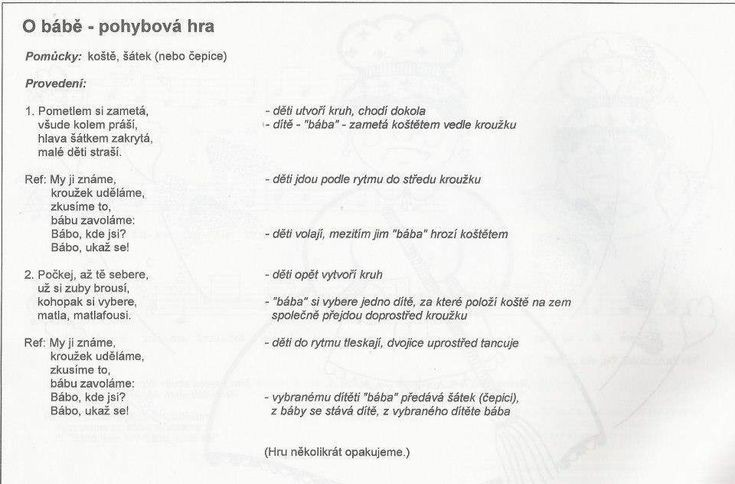 O bábě - pohybová hra
Pomůcky: koště, šátek (nebo čepice)
Provedení:
1. Pometlem si zametá, - děti utvoří kruh, chodí dokola
všude kolem práší, - dítě - "bába" - zametá koštětem vedle kroužku
hlava šátkem zakrytá,
malé děti straší.
Ref: My ji známe, - děti jdou podle rytmu do středu kroužku
kroužek uděláme,
zkusíme to,
bábu zavoláme:
Bábo, kde jsi? - děti volají, mezitím jim "bába" hrozí koštětem
Bábo, ukaž se!
2. Počkej, až tě sebere, - děti opět vytvoří kruh
už si zuby brousí,
kohopak si vybere, - "bába" si vybere jedno dítě, za které položí koště na zem
matla, matlafousi. společně přejdou doprostřed kroužku
Ref: My ji známe, - děti do rytmu tleskají, dvojice uprostřed tancuje
kroužek uděláme,
zkusíme to,
bábu zavoláme:
Bábo, kde jsi? - vybranému dítěti "bába" předává šátek (čepici),
Bábo, ukaž se! z báby se stává dítě, z vybraného dítěte bába
(Hru několikrát opakujeme.)